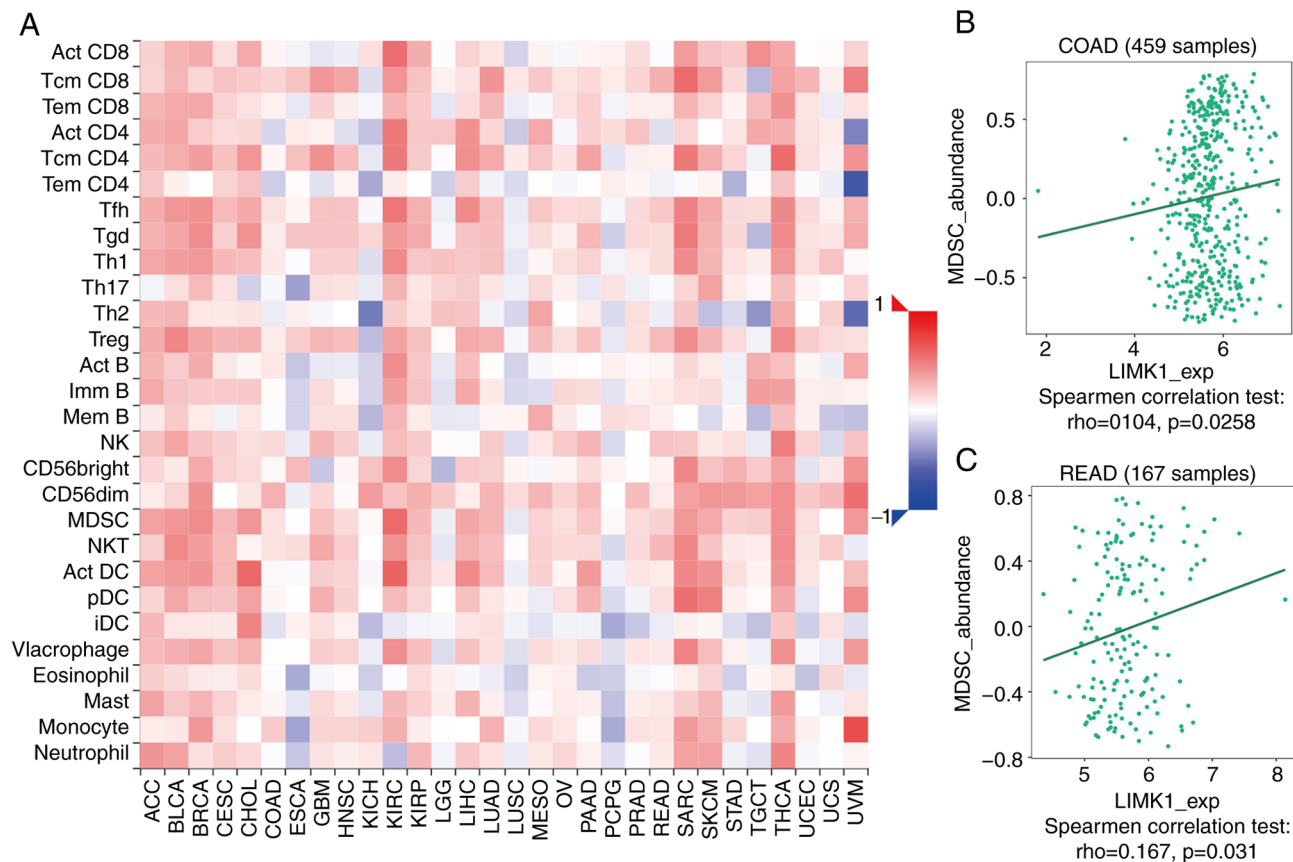 A
Act CD8
Tcm CD8
Tem CD8
Act CD4
Tcm CD4
Tem CD4
Tfh
Tgd
Th1
Th17
Th2
Treg
Act B
Imm B
Mem B
NK
CD56bright
CD56dim
MDSC
NKT
Act DC
pDC
iDC
Vlacrophage
Eosinophil
Mast
Monocyte
Neutrophil
ACC BLCA BRCA CESC CHOL COAD ESCA GBM HNSC KICH KIRC KIRP LGG LIHC LUAD LUSC MESO OV PAAD PCPG PRAD READ SARC SKCM STAD TGCT THCA UCEC UCS UVM
1
−1
B
COAD (459 samples)
MDSC_abundance
0.5
0.0
−0.5
2 4 6
LIMK1_exp
Spearmen correlation test:
rho=0104, p=0.0258
C
READ (167 samples)
MDSC_abundance
0.8
0.4
0.0
−0.4
−0.8
5 6 7 8
LIMK1_exp
Spearmen correlation test:
rho=0.167, p=0.031